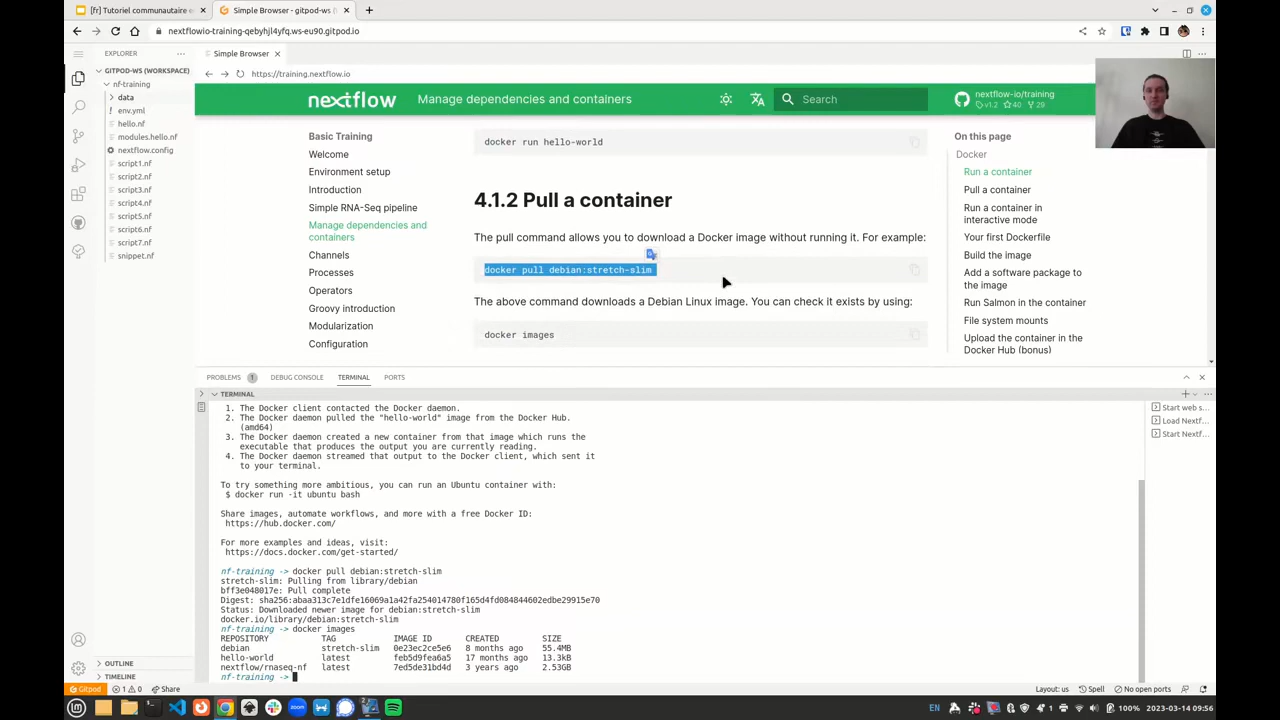 [fr] Tutoriel communautaire e
Simple Browser - gitpod-ws (
nextflowio-training-qebyhjl4yfq.ws-eu90.gitpod.io
EXPLORER
GITPOD-WS (WORKSPACE)
nf-training
data
env.yml
hello.nf
modules.hello.nf
nextflow.config
script1.nf
script2.nf
script3.nf
script4.nf
script5.nf
script6.nf
script7.nf
snippet.nf
OUTLINE
TIMELINE
Simple Browser
https://training.nextflow.io
nextflow
Manage dependencies and containers
Search
nextflow-io/training
v1.2 40 29
Basic Training
Welcome
Environment setup
Introduction
Simple RNA-Seq pipeline
Manage dependencies and
containers
Channels
Processes
Operators
Groovy introduction
Modularization
Configuration
docker run hello-world
4.1.2 Pull a container
The pull command allows you to download a Docker image without running it. For example:
docker pull debian:stretch-slim
The above command downloads a Debian Linux image. You can check it exists by using:
docker images
On this page
Docker
Run a container
Pull a container
Run a container in
interactive mode
Your first Dockerfile
Build the image
Add a software package to
the image
Run Salmon in the container
File system mounts
Upload the container in the
Docker Hub (bonus)
PROBLEMS 1 DEBUG CONSOLE TERMINAL PORTS
TERMINAL
1. The Docker client contacted the Docker daemon.
2. The Docker daemon pulled the "hello-world" image from the Docker Hub.
(amd64)
3. The Docker daemon created a new container from that image which runs the
executable that produces the output you are currently reading.
4. The Docker daemon streamed that output to the Docker client, which sent it
to your terminal.
To try something more ambitious, you can run an Ubuntu container with:
$ docker run -it ubuntu bash
Share images, automate workflows, and more with a free Docker ID:
https://hub.docker.com/
For more examples and ideas, visit:
https://docs.docker.com/get-started/
nf-training -> docker pull debian:stretch-slim
stretch-slim: Pulling from library/debian
bff3e048017e: Pull complete
Digest: sha256:abaa313c7e1dfe16069a1a42fa254014780f165d4fd084844602edbe29915e70
Status: Downloaded newer image for debian:stretch-slim
docker.io/library/debian:stretch-slim
nf-training -> docker images
REPOSITORY TAG IMAGE ID CREATED SIZE
debian stretch-slim 0e23ec2ce5e6 8 months ago 55.4MB
hello-world latest feb5d9fea6a5 17 months ago 13.3kB
nextflow/rnaseq-nf latest 7ed5de31bd4d 3 years ago 2.53GB
nf-training ->
Start web s...
Load Nextf...
Start Nextf...
Gitpod 1 0 Share
Layout: us Spell No open ports
EN 1 100% 2023-03-14 09:56